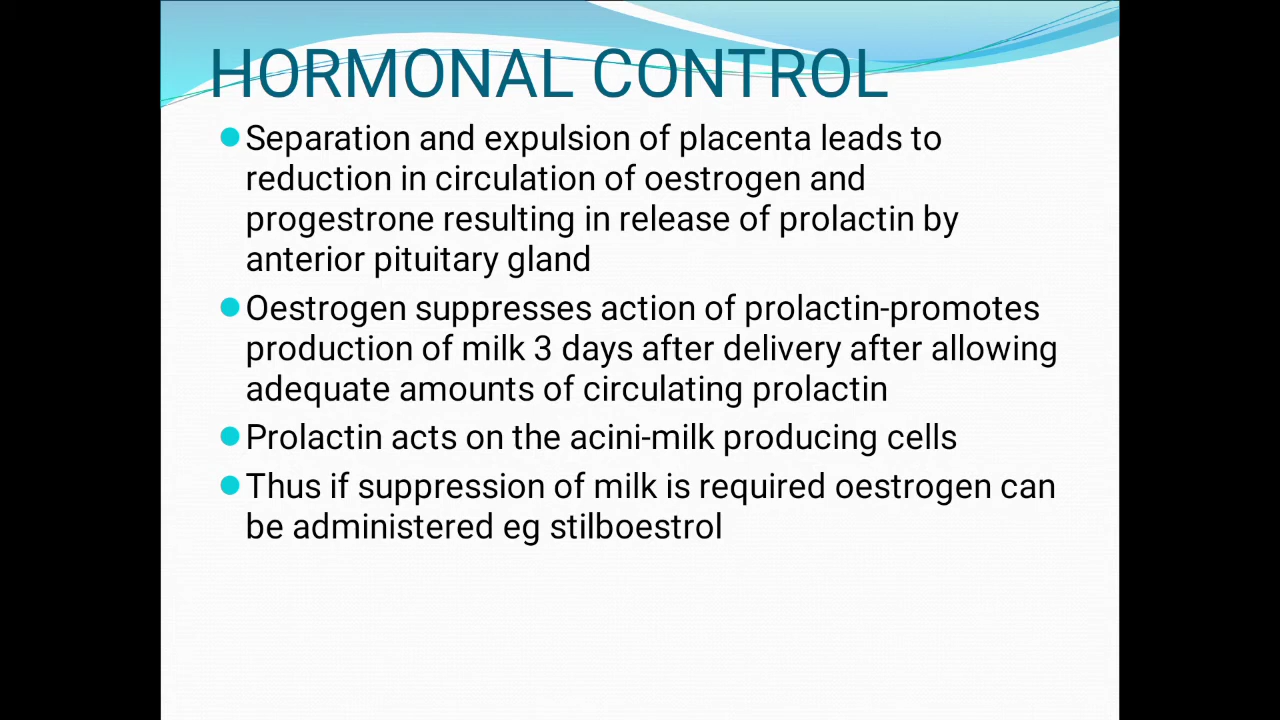 HORMONAL CONTROL
Separation and expulsion of placenta leads to
reduction in circulation of oestrogen and
progestrone resulting in release of prolactin by
anterior pituitary gland
Oestrogen suppresses action of prolactin-promotes
production of milk 3 days after delivery after allowing
adequate amounts of circulating prolactin
Prolactin acts on the acini-milk producing cells
Thus if suppression of milk is required oestrogen can
be administered eg stilboestrol